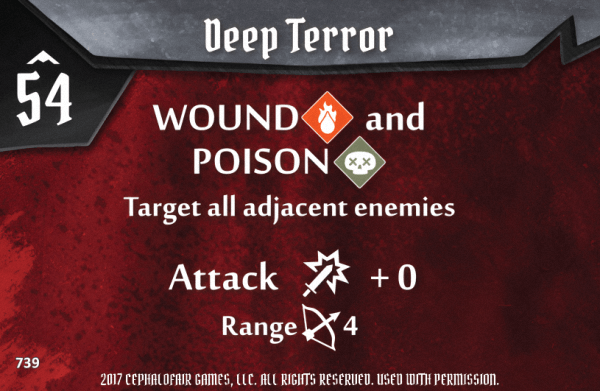 Deep Terror
54
WOUND and
POISON
Target all adjacent enemies
Attack + 0
Range 4
739
2017 CEPHALOFAIR GAMES, LLC. ALL RIGHTS RESERVED. USED WITH PERMISSION.